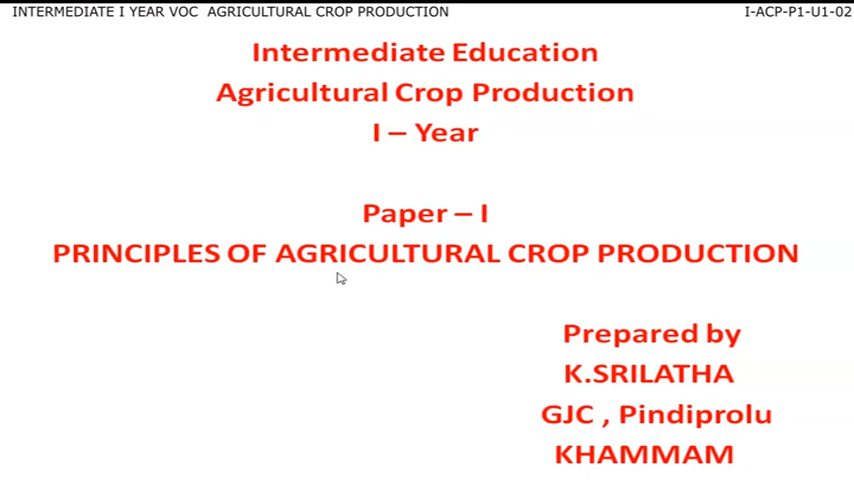 INTERMEDIATE I YEAR VOC AGRICULTURAL CROP PRODUCTION
I-ACP-P1-U1-02
Intermediate Education
Agricultural Crop Production
I – Year
Paper – I
PRINCIPLES OF AGRICULTURAL CROP PRODUCTION
Prepared by
K.SRILATHA
GJC , Pindiprolu
KHAMMAM